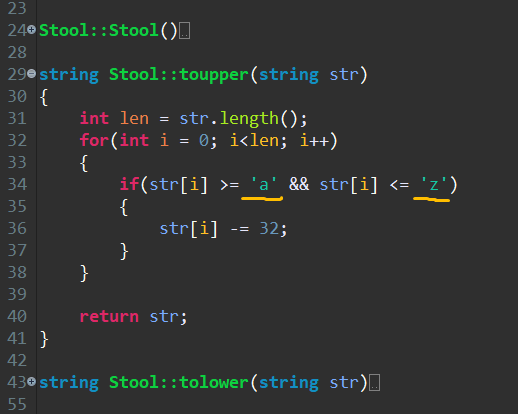 23
24 Stool::Stool()
28
29 string Stool::toupper(string str)
30 {
31     int len = str.length();
32     for(int i = 0; i<len; i++)
33     {
34         if(str[i] >= 'a' && str[i] <= 'z')
35         {
36             str[i] -= 32;
37         }
38     }
39
40     return str;
41 }
42
43 string Stool::tolower(string str)
55